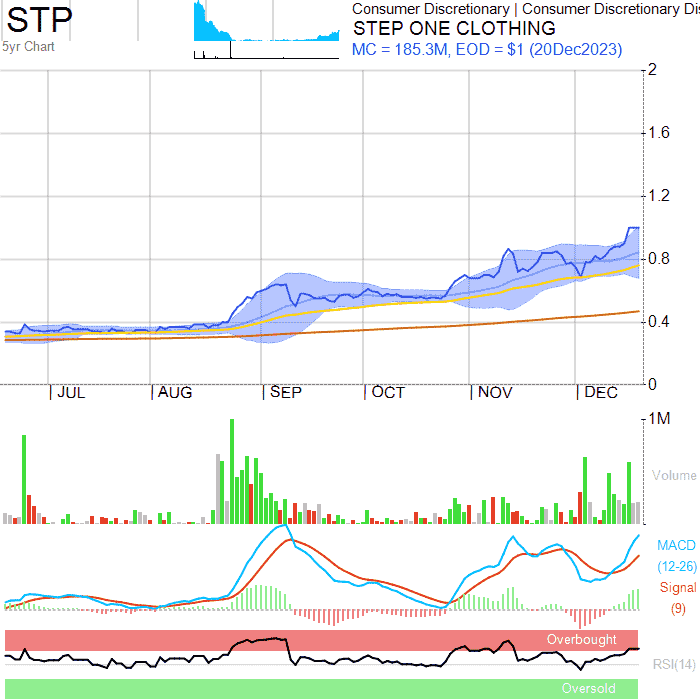 STP
5yr Chart
Consumer Discretionary | Consumer Discretionary Dis
STEP ONE CLOTHING
MC = 185.3M, EOD = $1 (20Dec2023)
2
1.6
1.2
0.8
0.4
0
JUL AUG SEP OCT NOV DEC
1M
Volume
MACD
(12-26)
Signal
(9)
Overbought
RSI(14)
Oversold